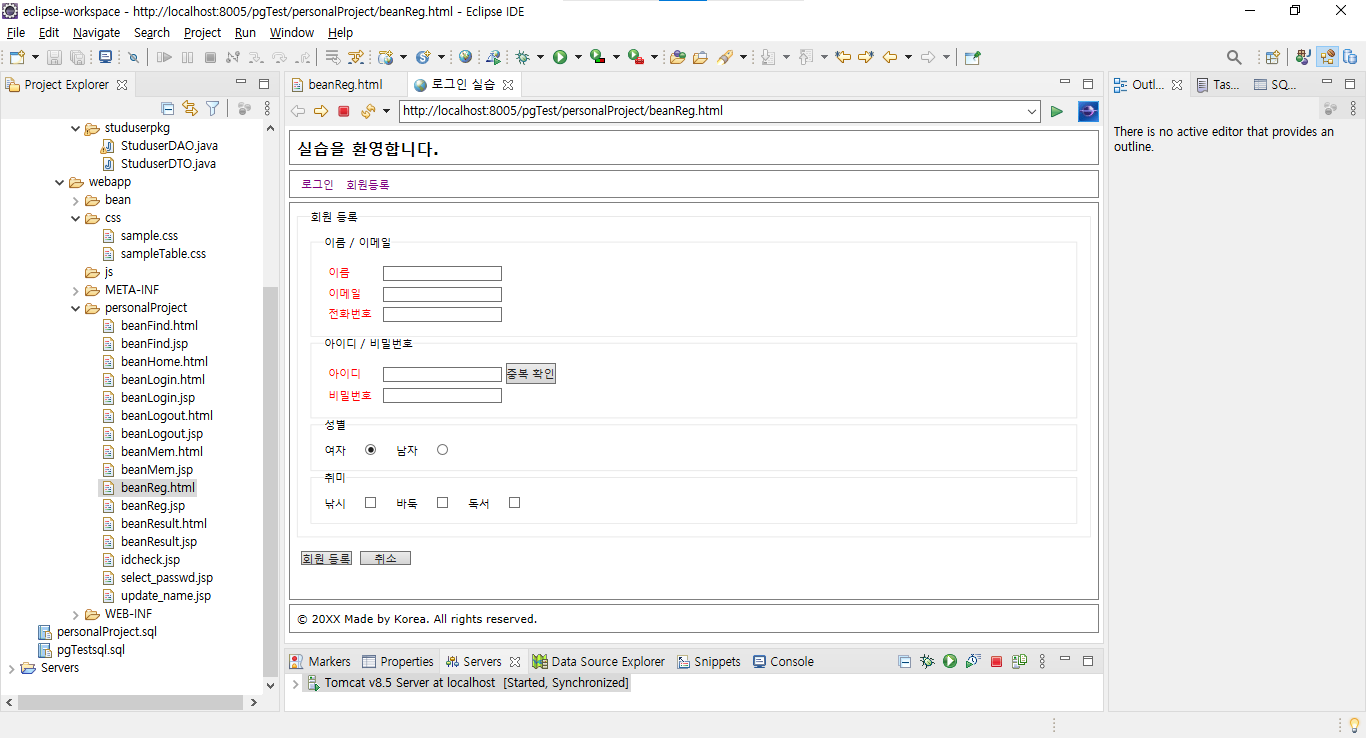 eclipse-workspace - http://localhost:8005/pgTest/personalProject/beanReg.html - Eclipse IDE
File Edit Navigate Search Project Run Window Help
Project Explorer
studuserpkg
StuduserDAO.java
StuduserDTO.java
webapp
bean
css
sample.css
sampleTable.css
js
META-INF
personalProject
beanFind.html
beanFind.jsp
beanHome.html
beanLogin.html
beanLogin.jsp
beanLogout.html
beanLogout.jsp
beanMem.html
beanMem.jsp
beanReg.html
beanReg.jsp
beanResult.html
beanResult.jsp
idcheck.jsp
select_passwd.jsp
update_name.jsp
WEB-INF
personalProject.sql
pgTestsql.sql
Servers
beanReg.html 로그인 실습
http://localhost:8005/pgTest/personalProject/beanReg.html
실습을 환영합니다.
로그인 회원등록
회원 등록
이름 / 이메일
이름
이메일
전화번호
아이디 / 비밀번호
아이디 중복 확인
비밀번호
성별
여자 남자
취미
낚시 바둑 독서
회원 등록 취소
© 20XX Made by Korea. All rights reserved.
Markers Properties Servers Data Source Explorer Snippets Console
Tomcat v8.5 Server at localhost [Started, Synchronized]
Outl... Tas... SQ...
There is no active editor that provides an
outline.